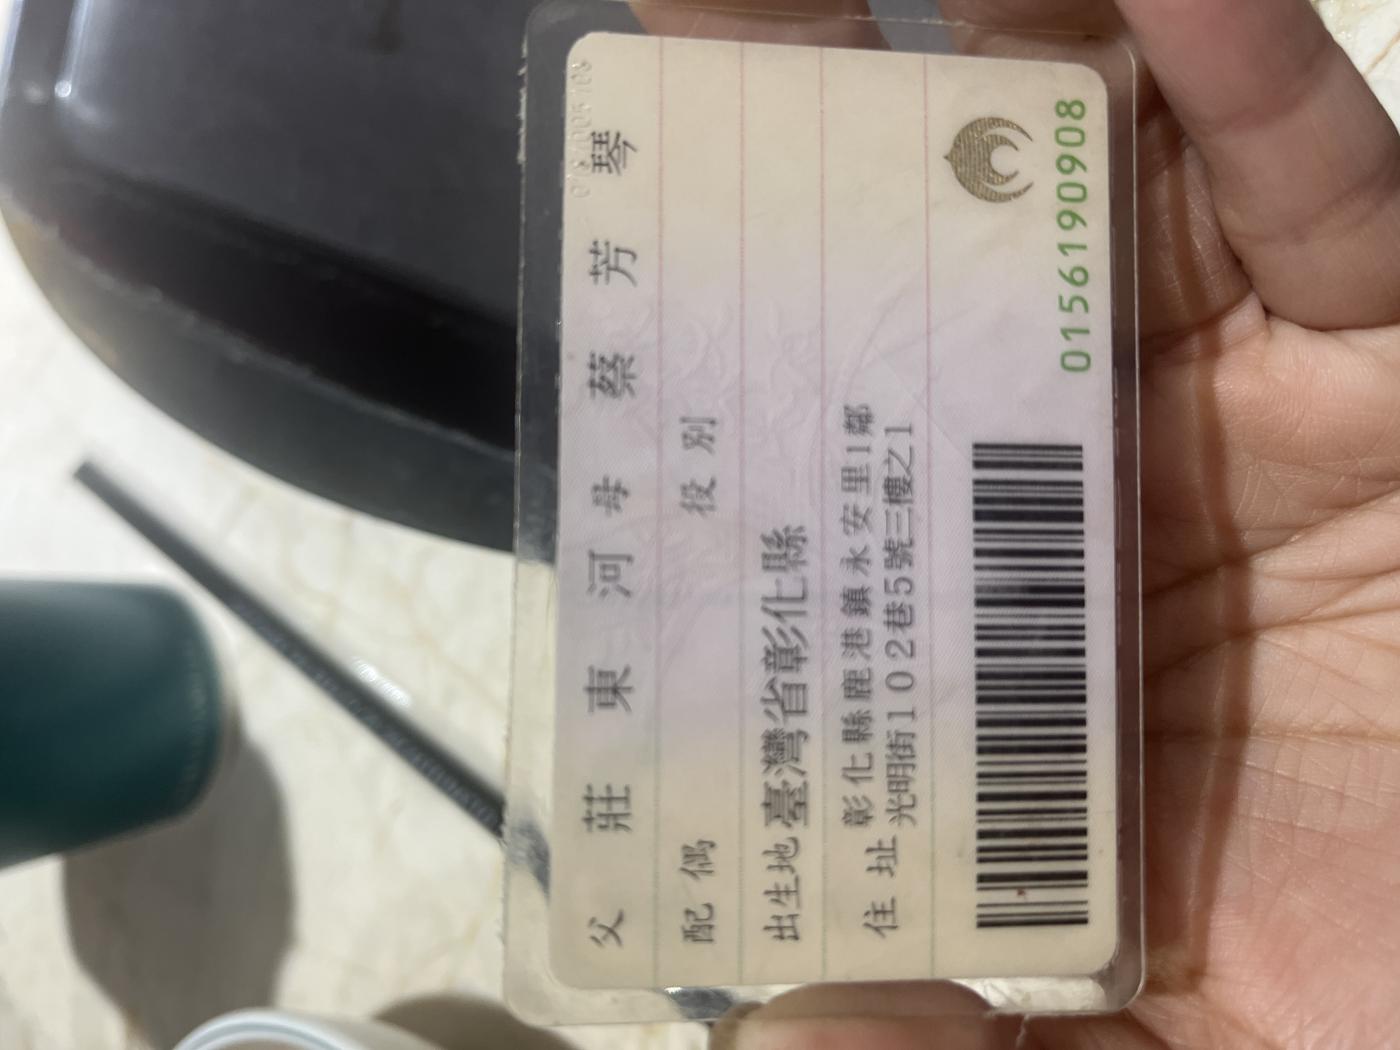 父 莊東河 母 蔡芳琴
配偶 役別
出生地 臺灣省彰化縣
住址 彰化縣鹿港鎮永安里1鄰
光明街102巷5號三樓之1
0156190908